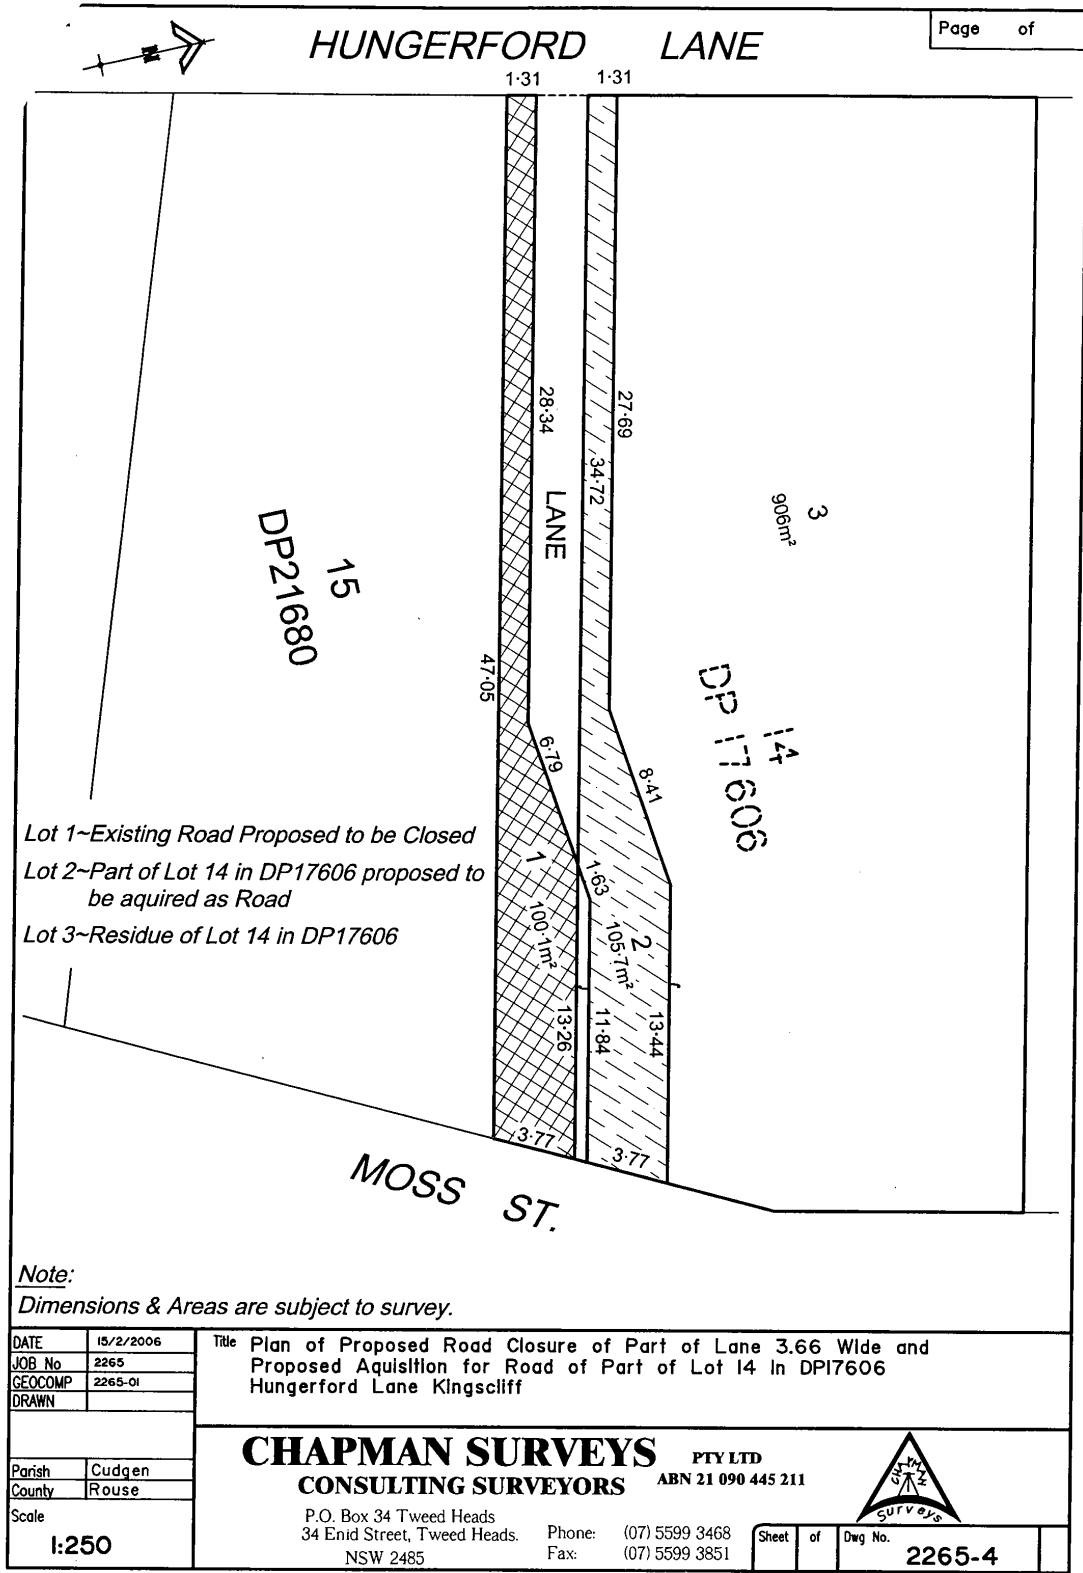 Page of
N
HUNGERFORD LANE
1·31 1·31
28·34
27·69
34·72
LANE
3
906m²
15
DP21680
47·05
14
DP 17606
6·79
8·41
Lot 1~Existing Road Proposed to be Closed
Lot 2~Part of Lot 14 in DP17606 proposed to
be aquired as Road
Lot 3~Residue of Lot 14 in DP17606
1
100·1m²
1·63
2
105·7m²
13·26
11·84
13·44
3·77
3·77
MOSS ST.
Note:
Dimensions & Areas are subject to survey.
DATE 15/2/2006
JOB No 2265
GEOCOMP 2265-01
DRAWN
Title Plan of Proposed Road Closure of Part of Lane 3.66 Wide and
Proposed Aquisition for Road of Part of Lot 14 in DP17606
Hungerford Lane Kingscliff
Parish Cudgen
County Rouse
Scale
1:250
CHAPMAN SURVEYS PTY LTD
CONSULTING SURVEYORS ABN 21 090 445 211
P.O. Box 34 Tweed Heads
34 Enid Street, Tweed Heads.
NSW 2485
Phone: (07) 5599 3468
Fax: (07) 5599 3851
CHAPMAN
Surveys
Sheet of
Dwg No.
2265-4